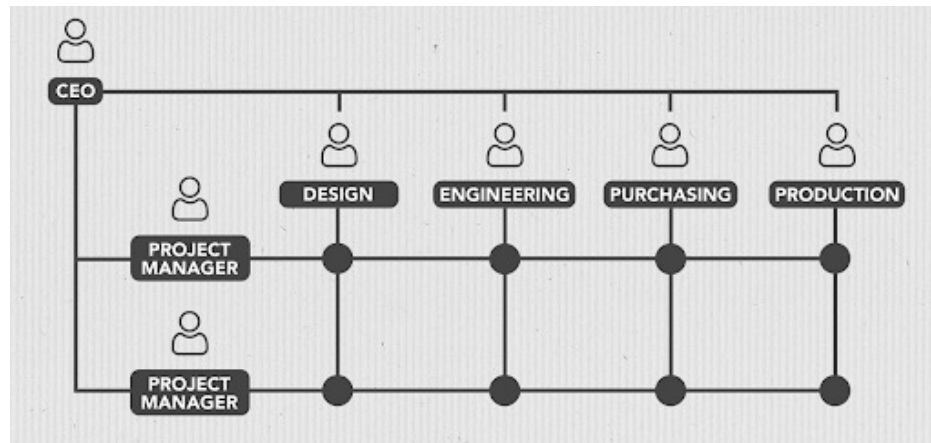 CEO
DESIGN
ENGINEERING
PURCHASING
PRODUCTION
PROJECT
MANAGER
PROJECT
MANAGER